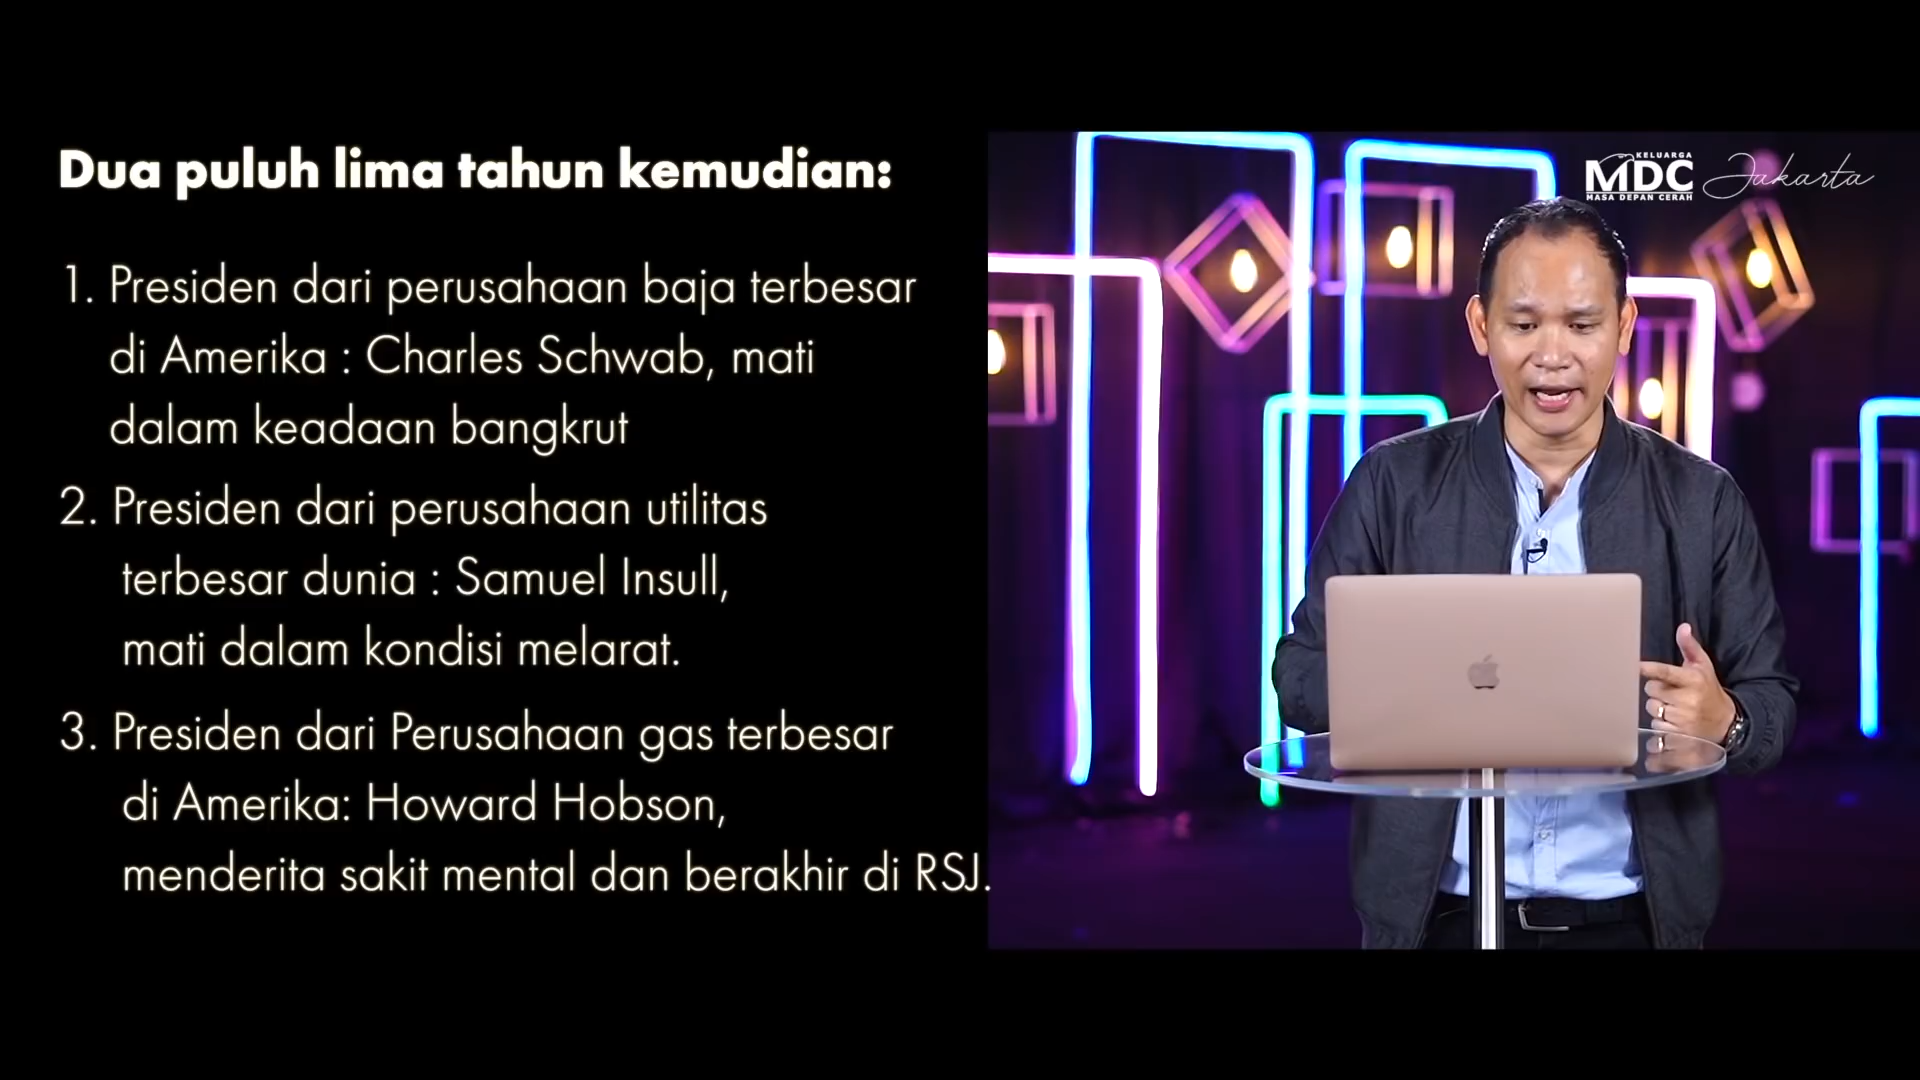 Dua puluh lima tahun kemudian:
1. Presiden dari perusahaan baja terbesar
di Amerika : Charles Schwab, mati
dalam keadaan bangkrut
2. Presiden dari perusahaan utilitas
terbesar dunia : Samuel Insull,
mati dalam kondisi melarat.
3. Presiden dari Perusahaan gas terbesar
di Amerika: Howard Hobson,
menderita sakit mental dan berakhir di RSJ.
KELUARGA
MDC Jakarta
MASA DEPAN CERAH